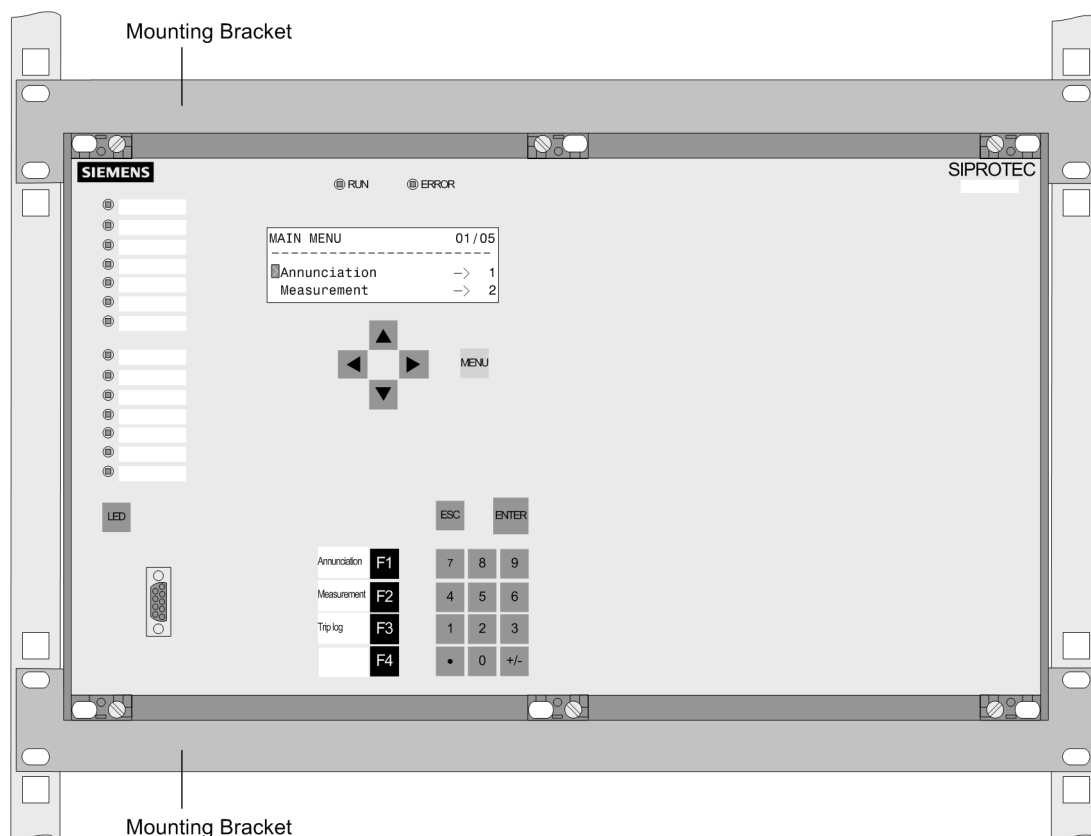 Mounting Bracket
SIEMENS
SIPROTEC
RUN ERROR
MAIN MENU 01/05
---------------------
>Annunciation -> 1
Measurement -> 2
MENU
LED
ESC ENTER
Annunciation F1 7 8 9
Measurement F2 4 5 6
Trip log F3 1 2 3
F4 • 0 +/-
Mounting Bracket